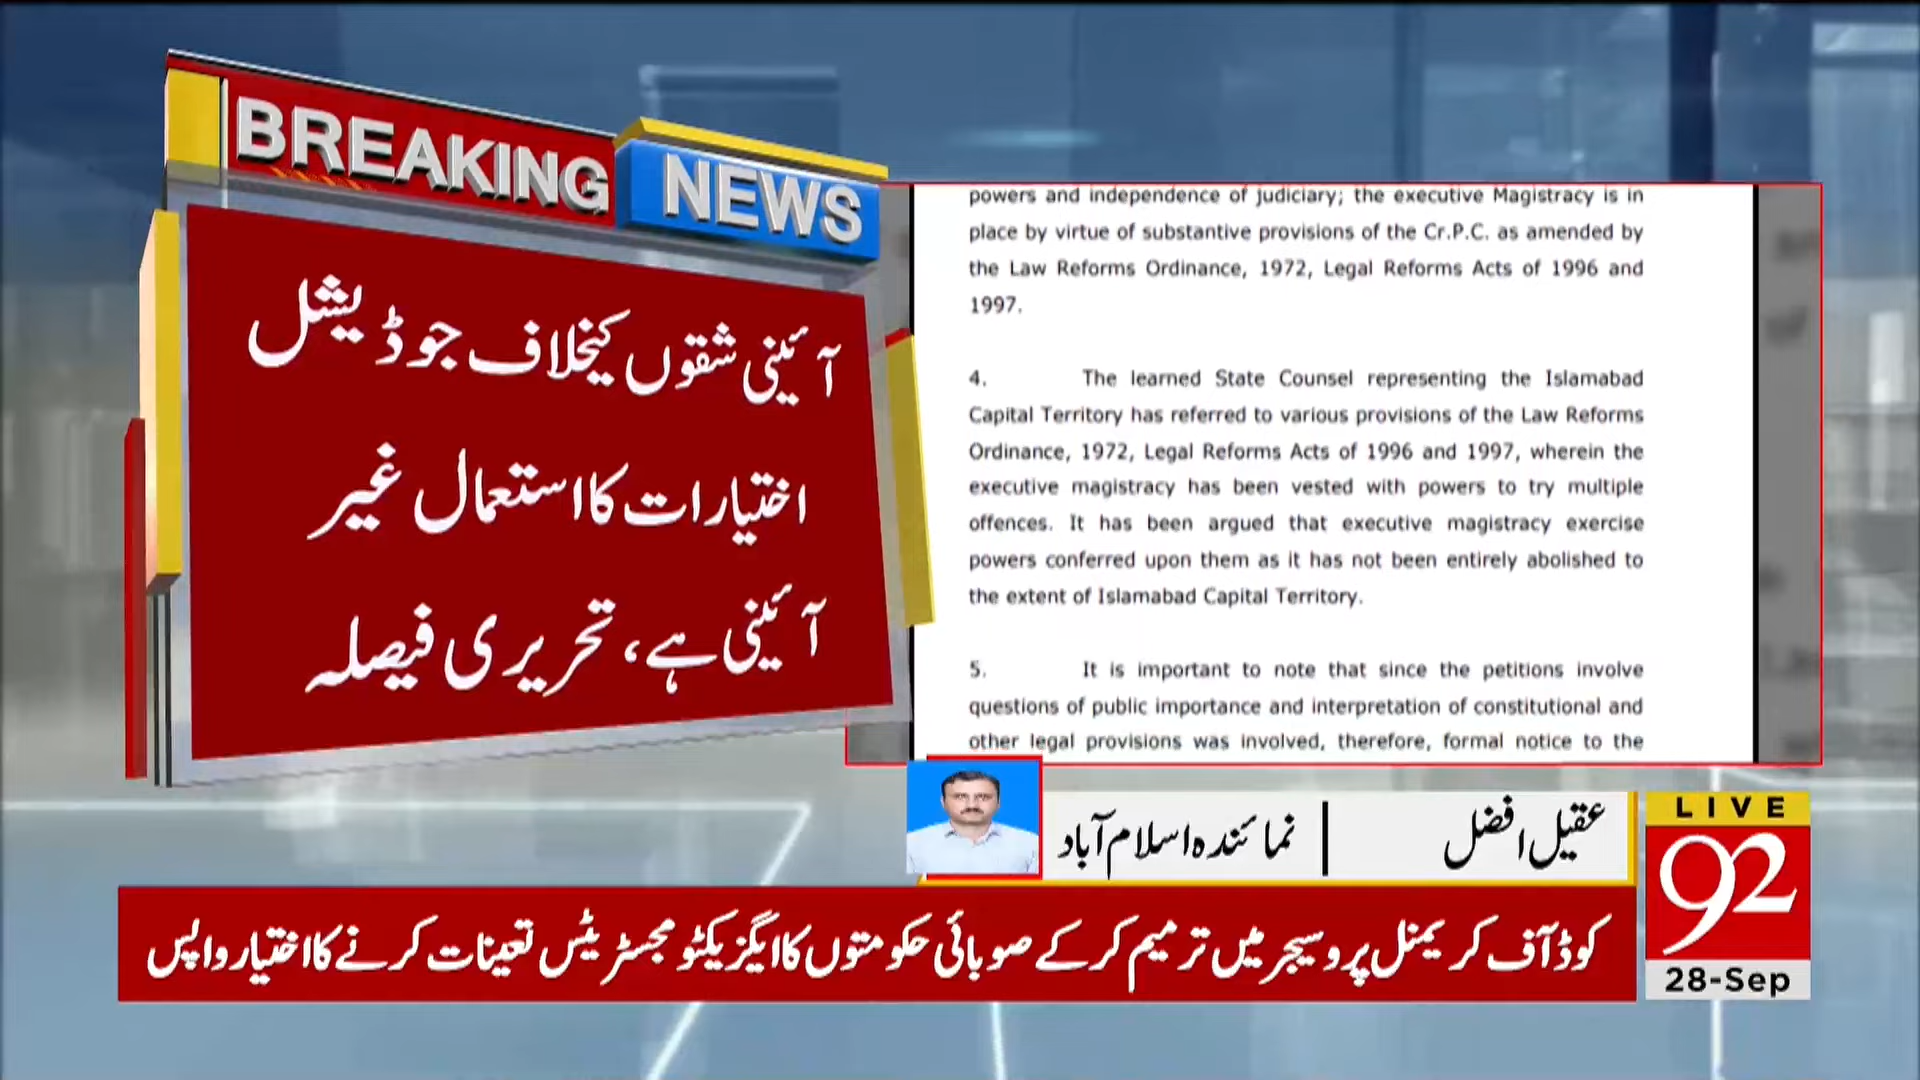 BREAKING NEWS
آئینی شقوں کیخلاف جوڈیشل
اختیارات کا استعمال غیر
آئینی ہے، تحریری فیصلہ
powers and independence of judiciary; the executive Magistracy is in
place by virtue of substantive provisions of the Cr.P.C. as amended by
the Law Reforms Ordinance, 1972, Legal Reforms Acts of 1996 and
1997.
4. The learned State Counsel representing the Islamabad
Capital Territory has referred to various provisions of the Law Reforms
Ordinance, 1972, Legal Reforms Acts of 1996 and 1997, wherein the
executive magistracy has been vested with powers to try multiple
offences. It has been argued that executive magistracy exercise
powers conferred upon them as it has not been entirely abolished to
the extent of Islamabad Capital Territory.
5. It is important to note that since the petitions involve
questions of public importance and interpretation of constitutional and
other legal provisions was involved, therefore, formal notice to the
عقیل افضل | نمائندہ اسلام آباد
LIVE
92
28-Sep
کوڈ آف کریمنل پروسیجر میں ترمیم کر کے صوبائی حکومتوں کا ایگزیکٹو مجسٹریٹس تعینات کرنے کا اختیار واپس